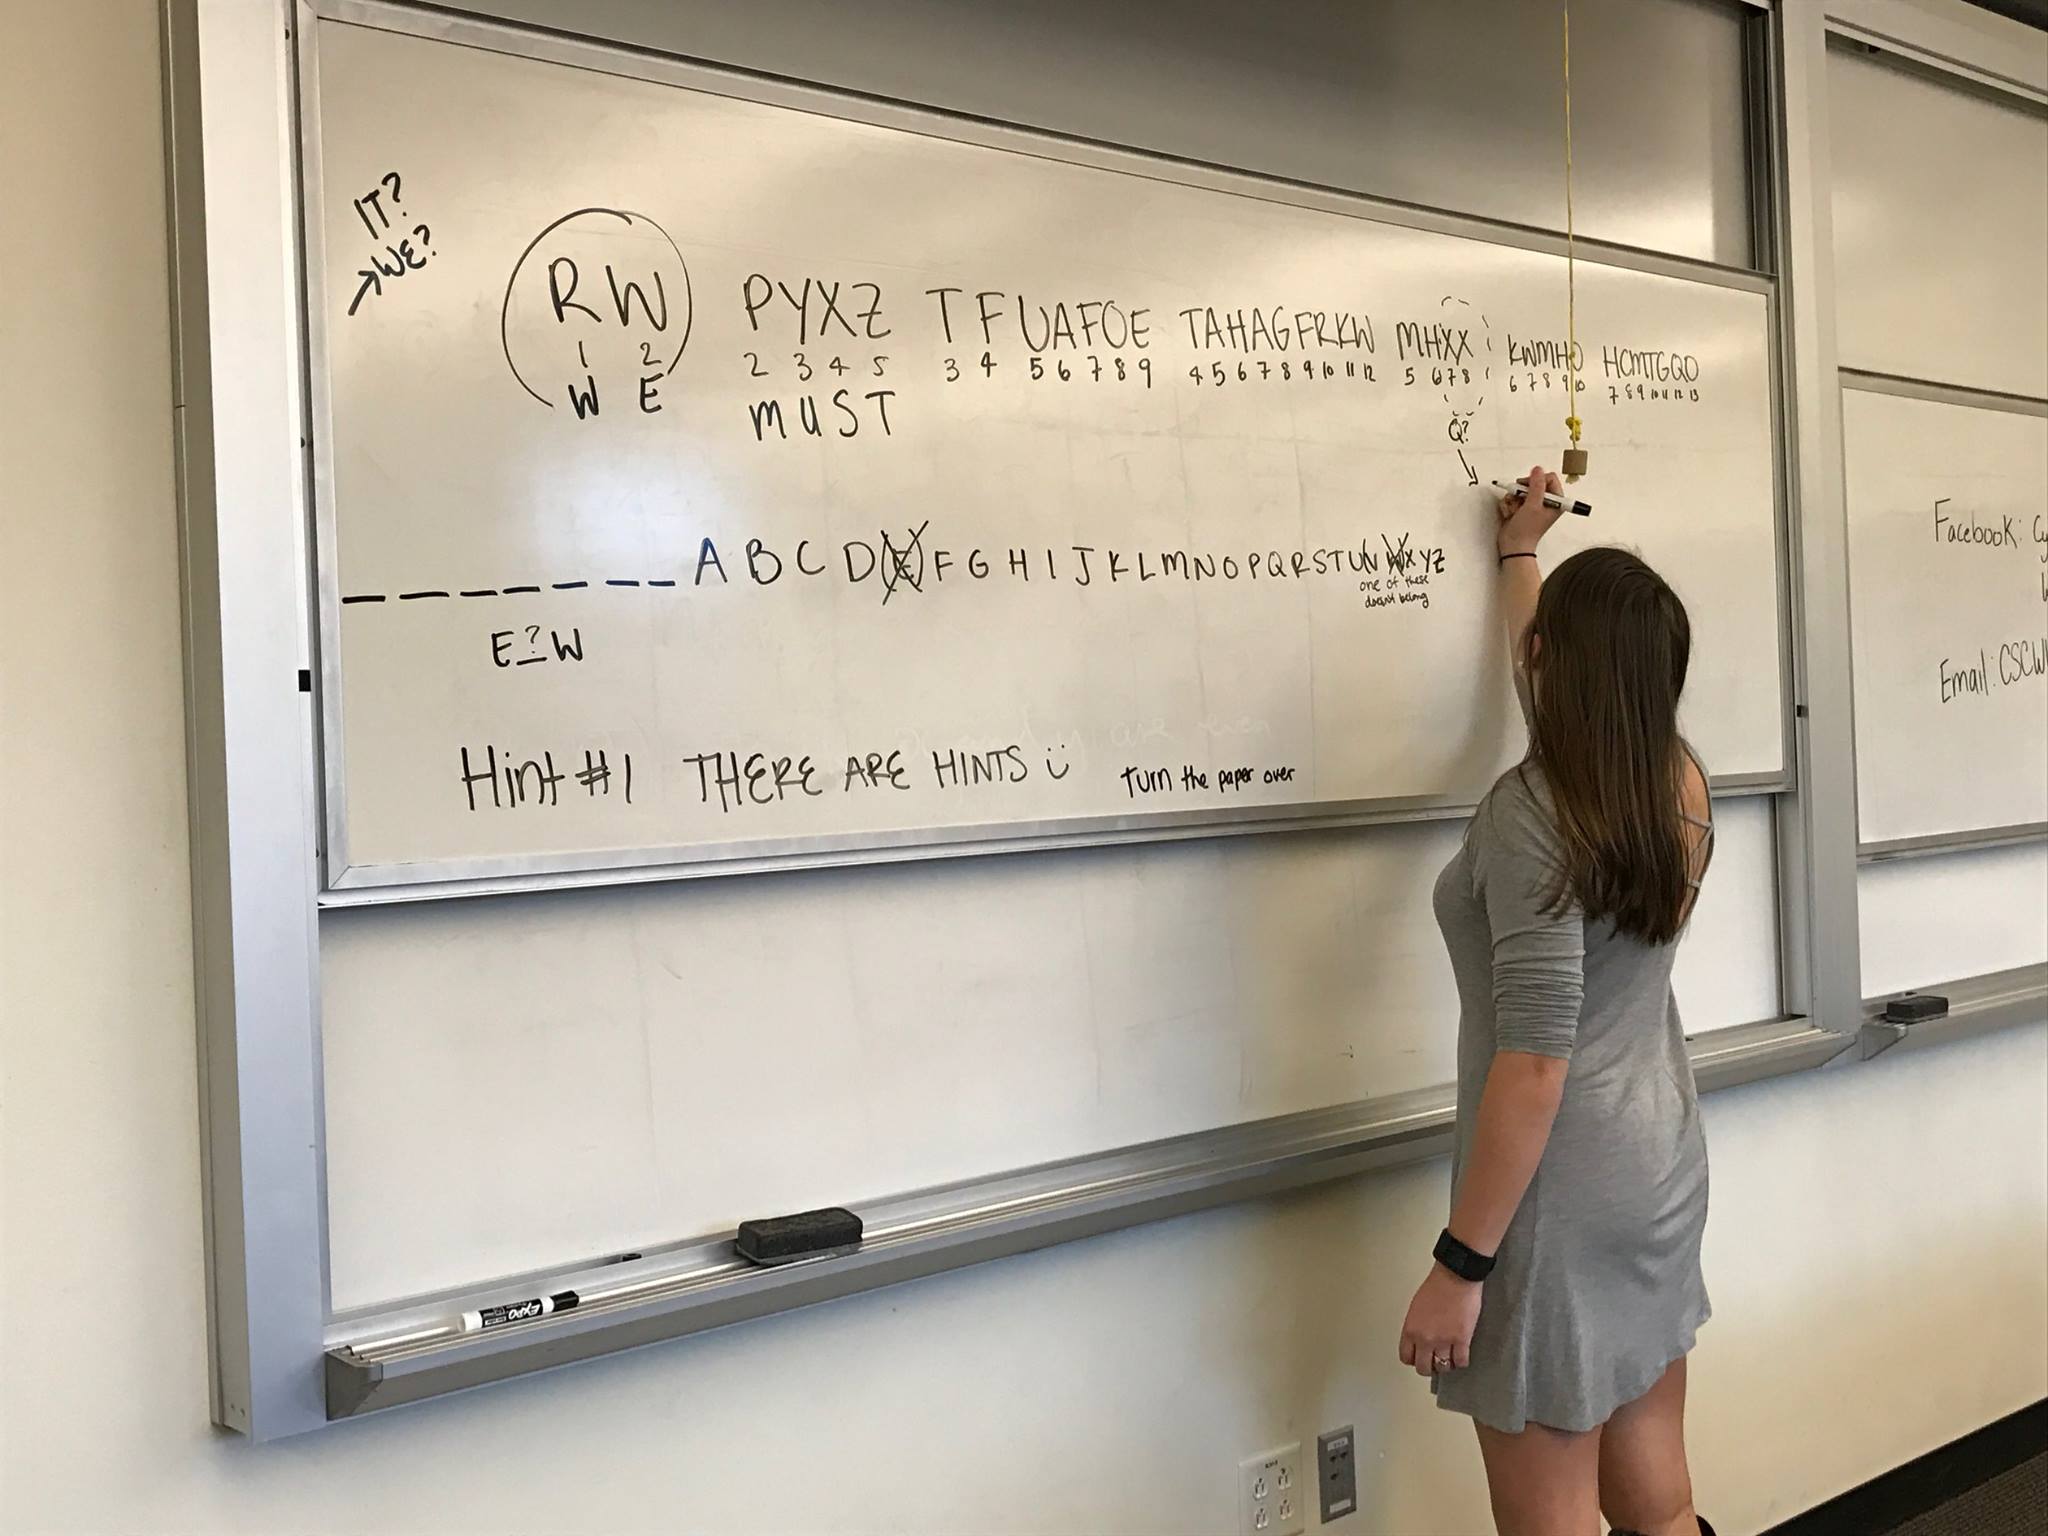 IT?
→WE?
RW PYXZ TFUAFOE TAHAGFRKW MHXX KWMHO HCMTGQO
1 2 2 3 4 5 3 4 5 6 7 8 9 4 5 6 7 8 9 10 11 12 5 6 7 8 6 7 8 9 10 7 8 9 10 11 12 13
W E MUST
Q?
A B C D E F G H I J K L M N O P Q R S T U V W X Y Z
one of these
doesn't belong
E ? W
Hint #1 THERE ARE HINTS turn the paper over
Facebook:
Email:
EXPO